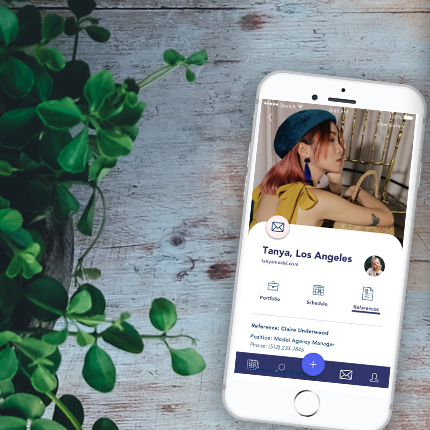 Tanya, Los Angeles
tanyamodel.com
Portfolio
Schedule
References
Reference: Claire Underwood
Position: Model Agency Manager
Phone: (512) 234-7846